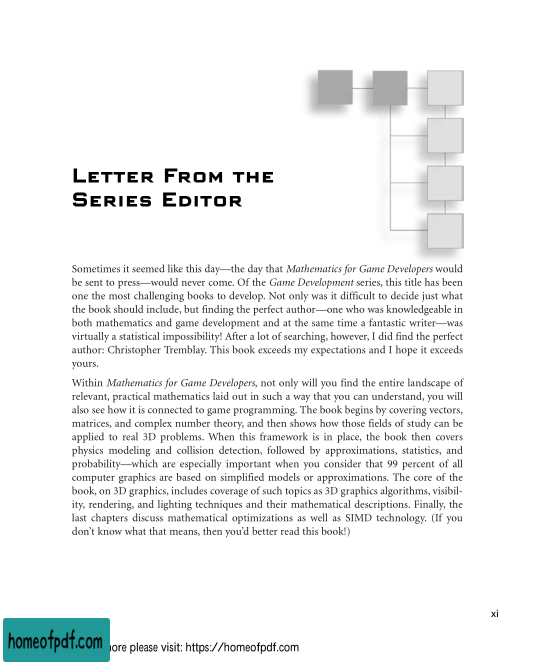 LETTER FROM THE
SERIES EDITOR
Sometimes it seemed like this day—the day that Mathematics for Game Developers would
be sent to press—would never come. Of the Game Development series, this title has been
one the most challenging books to develop. Not only was it difficult to decide just what
the book should include, but finding the perfect author—one who was knowledgeable in
both mathematics and game development and at the same time a fantastic writer—was
virtually a statistical impossibility! After a lot of searching, however, I did find the perfect
author: Christopher Tremblay. This book exceeds my expectations and I hope it exceeds
yours.
Within Mathematics for Game Developers, not only will you find the entire landscape of
relevant, practical mathematics laid out in such a way that you can understand, you will
also see how it is connected to game programming. The book begins by covering vectors,
matrices, and complex number theory, and then shows how those fields of study can be
applied to real 3D problems. When this framework is in place, the book then covers
physics modeling and collision detection, followed by approximations, statistics, and
probability—which are especially important when you consider that 99 percent of all
computer graphics are based on simplified models or approximations. The core of the
book, on 3D graphics, includes coverage of such topics as 3D graphics algorithms, visibil-
ity, rendering, and lighting techniques and their mathematical descriptions. Finally, the
last chapters discuss mathematical optimizations as well as SIMD technology. (If you
don't know what that means, then you'd better read this book!)
xi
homeofpdf.com
ore please visit: https://homeofpdf.com